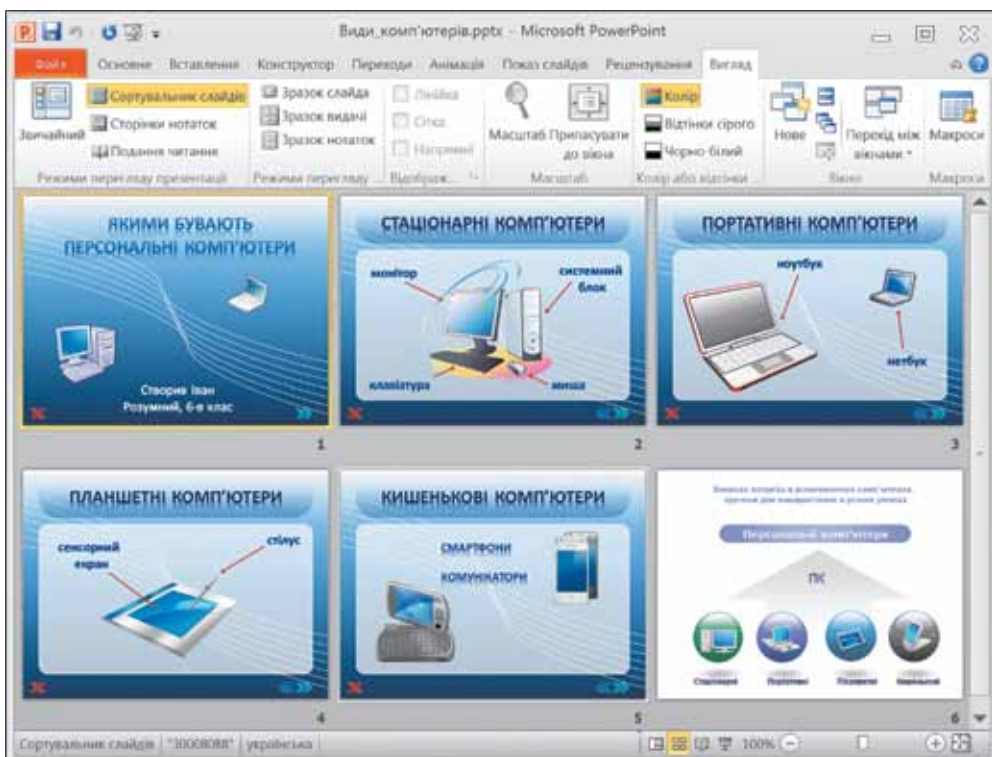 Види_комп'ютерів.pptx - Microsoft PowerPoint
Файл Основне Вставлення Конструктор Переходи Анімація Показ слайдів Рецензування Вигляд
Звичайний
Сортувальник слайдів
Сторінки нотаток
Подання читання
Режими перегляду презентації
Зразок слайда
Зразок видачі
Зразок нотаток
Режими перегляду ...
Лінійка
Сітка
Напрямні
Відображ...
Масштаб Припасувати до вікна
Масштаб
Колір
Відтінки сірого
Чорно-білий
Колір або відтінки ...
Нове
Перехід між вікнами
Вікно
Макроси
Макроси
ЯКИМИ БУВАЮТЬ
ПЕРСОНАЛЬНІ КОМП'ЮТЕРИ
Створив Іван
Розумний, 6-в клас
1
СТАЦІОНАРНІ КОМП'ЮТЕРИ
монітор
системний
блок
клавіатура
миша
2
ПОРТАТИВНІ КОМП'ЮТЕРИ
ноутбук
нетбук
3
ПЛАНШЕТНІ КОМП'ЮТЕРИ
сенсорний
екран
стілус
4
КИШЕНЬКОВІ КОМП'ЮТЕРИ
СМАРТФОНИ
КОМУНІКАТОРИ
5
Персональні комп'ютери
ПК
Стаціонарні Портативні Планшетні Кишенькові
6
Сортувальник слайдів "30008088" українська 100%